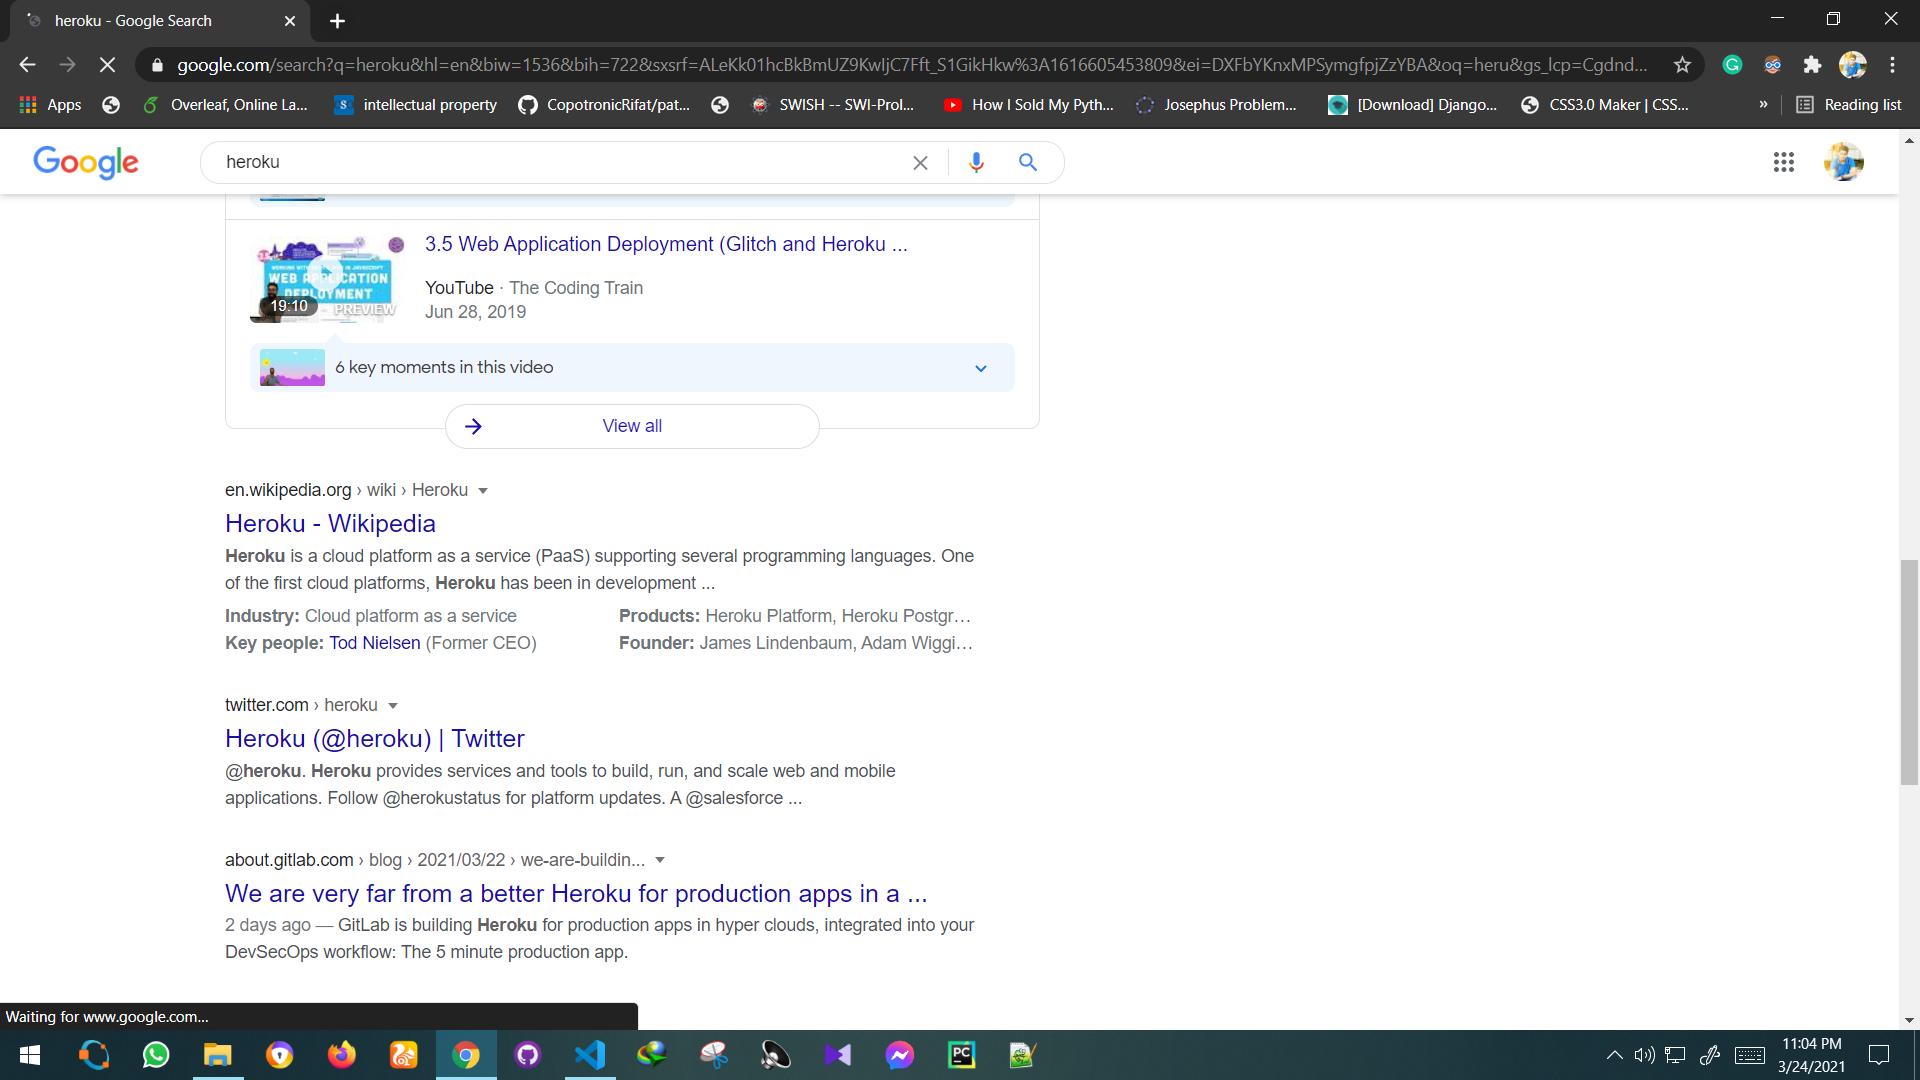 heroku - Google Search
google.com/search?q=heroku&hl=en&biw=1536&bih=722&sxsrf=ALeKk01hcBkBmUZ9KwIjC7Fft_S1GikHkw%3A1616605453809&ei=DXFbYKnxMPSymgfpjZzYBA&oq=heru&gs_lcp=Cgdnd...
Apps Overleaf, Online La... intellectual property CopotronicRifat/pat... SWISH -- SWI-Prol... How I Sold My Pyth... Josephus Problem... [Download] Django... CSS3.0 Maker | CSS... » Reading list
Google heroku
3.5 Web Application Deployment (Glitch and Heroku ...
WEB APPLICATION
DEPLOYMENT
19:10 PREVIEW
YouTube · The Coding Train
Jun 28, 2019
6 key moments in this video
View all
en.wikipedia.org › wiki › Heroku
Heroku - Wikipedia
Heroku is a cloud platform as a service (PaaS) supporting several programming languages. One
of the first cloud platforms, Heroku has been in development ...
Industry: Cloud platform as a service Products: Heroku Platform, Heroku Postgr...
Key people: Tod Nielsen (Former CEO) Founder: James Lindenbaum, Adam Wiggi...
twitter.com › heroku
Heroku (@heroku) | Twitter
@heroku. Heroku provides services and tools to build, run, and scale web and mobile
applications. Follow @herokustatus for platform updates. A @salesforce ...
about.gitlab.com › blog › 2021/03/22 › we-are-buildin...
We are very far from a better Heroku for production apps in a ...
2 days ago — GitLab is building Heroku for production apps in hyper clouds, integrated into your
DevSecOps workflow: The 5 minute production app.
Waiting for www.google.com...
PC
11:04 PM
3/24/2021